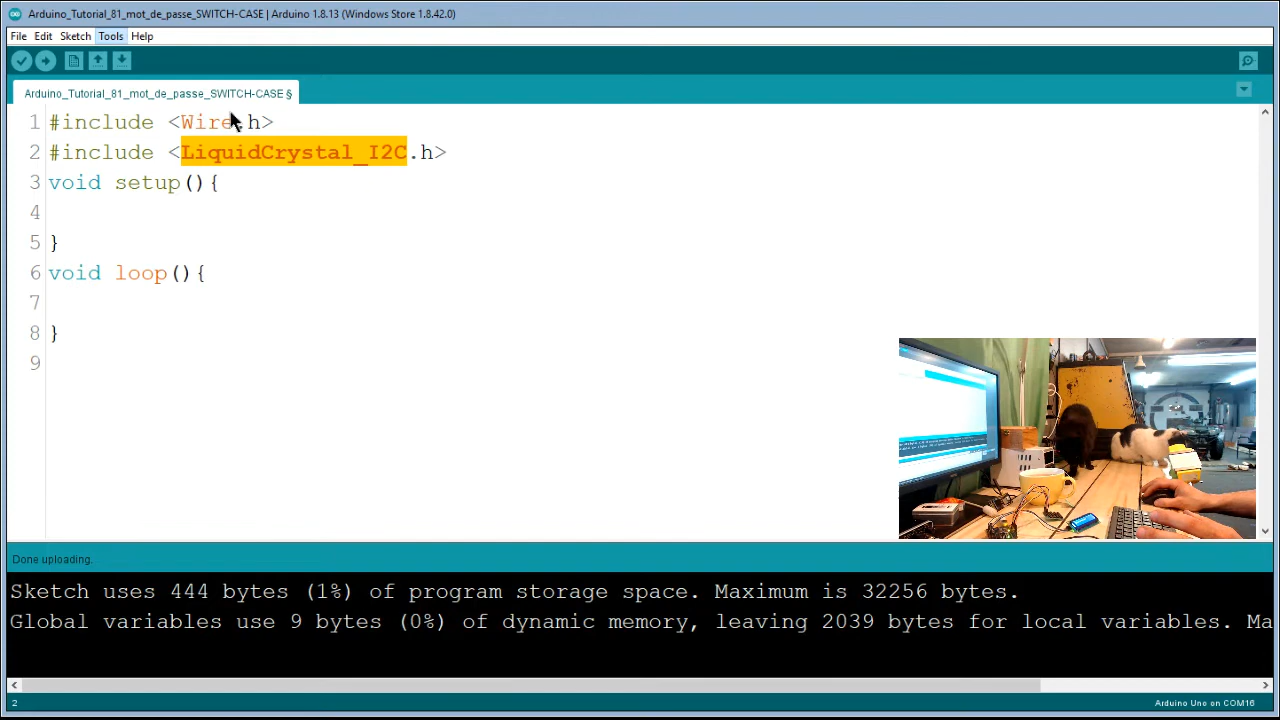 Arduino_Tutorial_81_mot_de_passe_SWITCH-CASE | Arduino 1.8.13 (Windows Store 1.8.42.0)
File Edit Sketch Tools Help
Arduino_Tutorial_81_mot_de_passe_SWITCH-CASE §
1 #include <Wire.h>
2 #include <LiquidCrystal_I2C.h>
3 void setup(){
4
5 }
6 void loop(){
7
8 }
9
Done uploading.
Sketch uses 444 bytes (1%) of program storage space. Maximum is 32256 bytes.
Global variables use 9 bytes (0%) of dynamic memory, leaving 2039 bytes for local variables. Ma
2
Arduino Uno on COM16